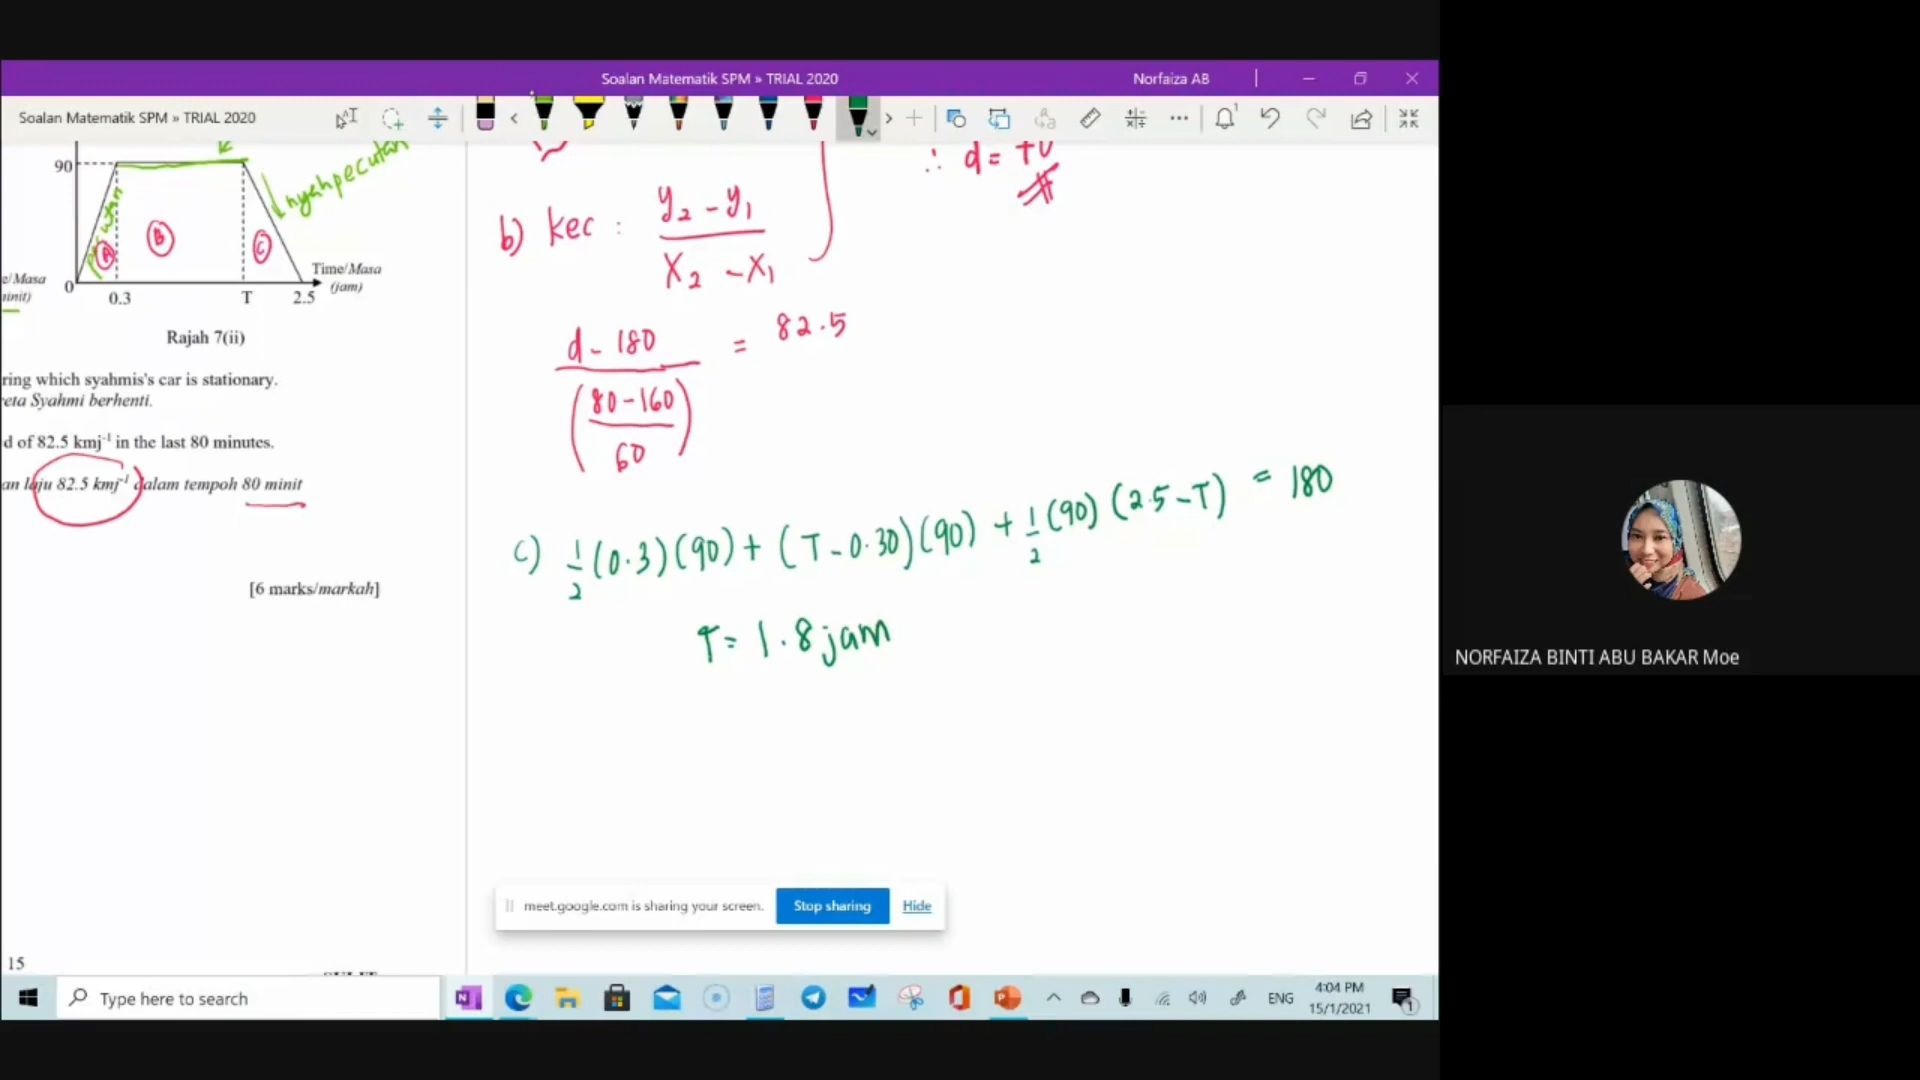 Soalan Matematik SPM » TRIAL 2020
Norfaiza AB
Soalan Matematik SPM » TRIAL 2020
90
nyahpecutan
A
B
C
e/Masa
Time/Masa
(jam)
0
0.3
T
2.5
Rajah 7(ii)
ring which syahmis's car is stationary.
eta Syahmi berhenti.
d of 82.5 kmj⁻¹ in the last 80 minutes.
an laju 82.5 kmj⁻¹ dalam tempoh 80 minit
[6 marks/markah]
15
∴ d =
b) kec : y₂ - y₁ / x₂ - x₁
d - 180 / (80 - 160 / 60) = 82.5
c) 1/2 (0.3)(90) + (T - 0.30)(90) + 1/2 (90)(2.5 - T) = 180
T = 1.8 jam
meet.google.com is sharing your screen.
Stop sharing
Hide
NORFAIZA BINTI ABU BAKAR Moe
Type here to search
ENG
4:04 PM
15/1/2021
1